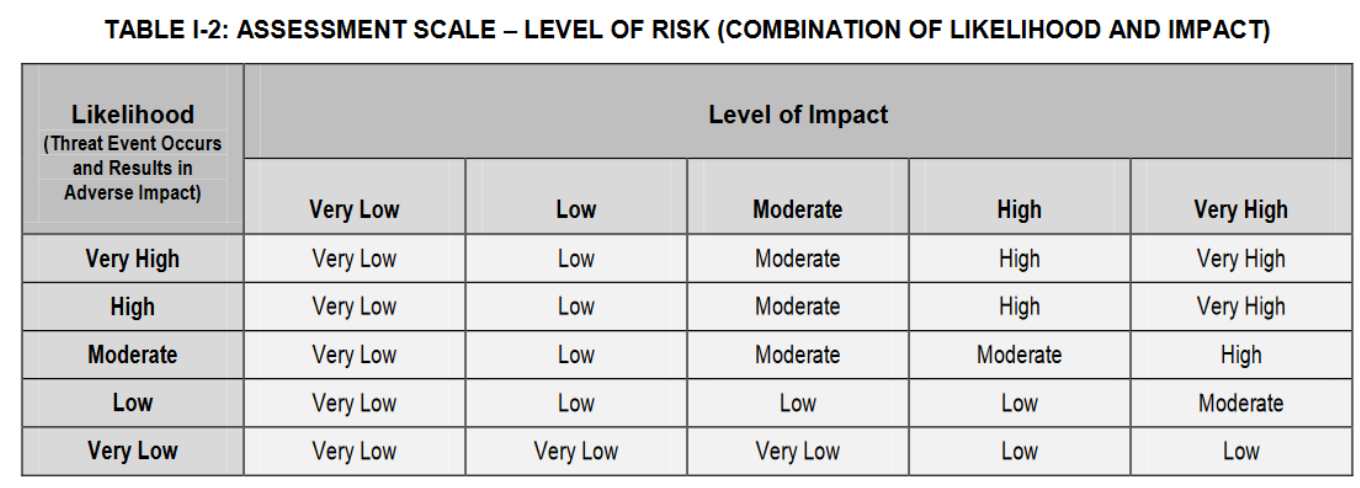 TABLE I-2: ASSESSMENT SCALE – LEVEL OF RISK (COMBINATION OF LIKELIHOOD AND IMPACT)
Likelihood
(Threat Event Occurs
and Results in
Adverse Impact)
Level of Impact
Very Low Low Moderate High Very High
Very High Very Low Low Moderate High Very High
High Very Low Low Moderate High Very High
Moderate Very Low Low Moderate Moderate High
Low Very Low Low Low Low Moderate
Very Low Very Low Very Low Very Low Low Low